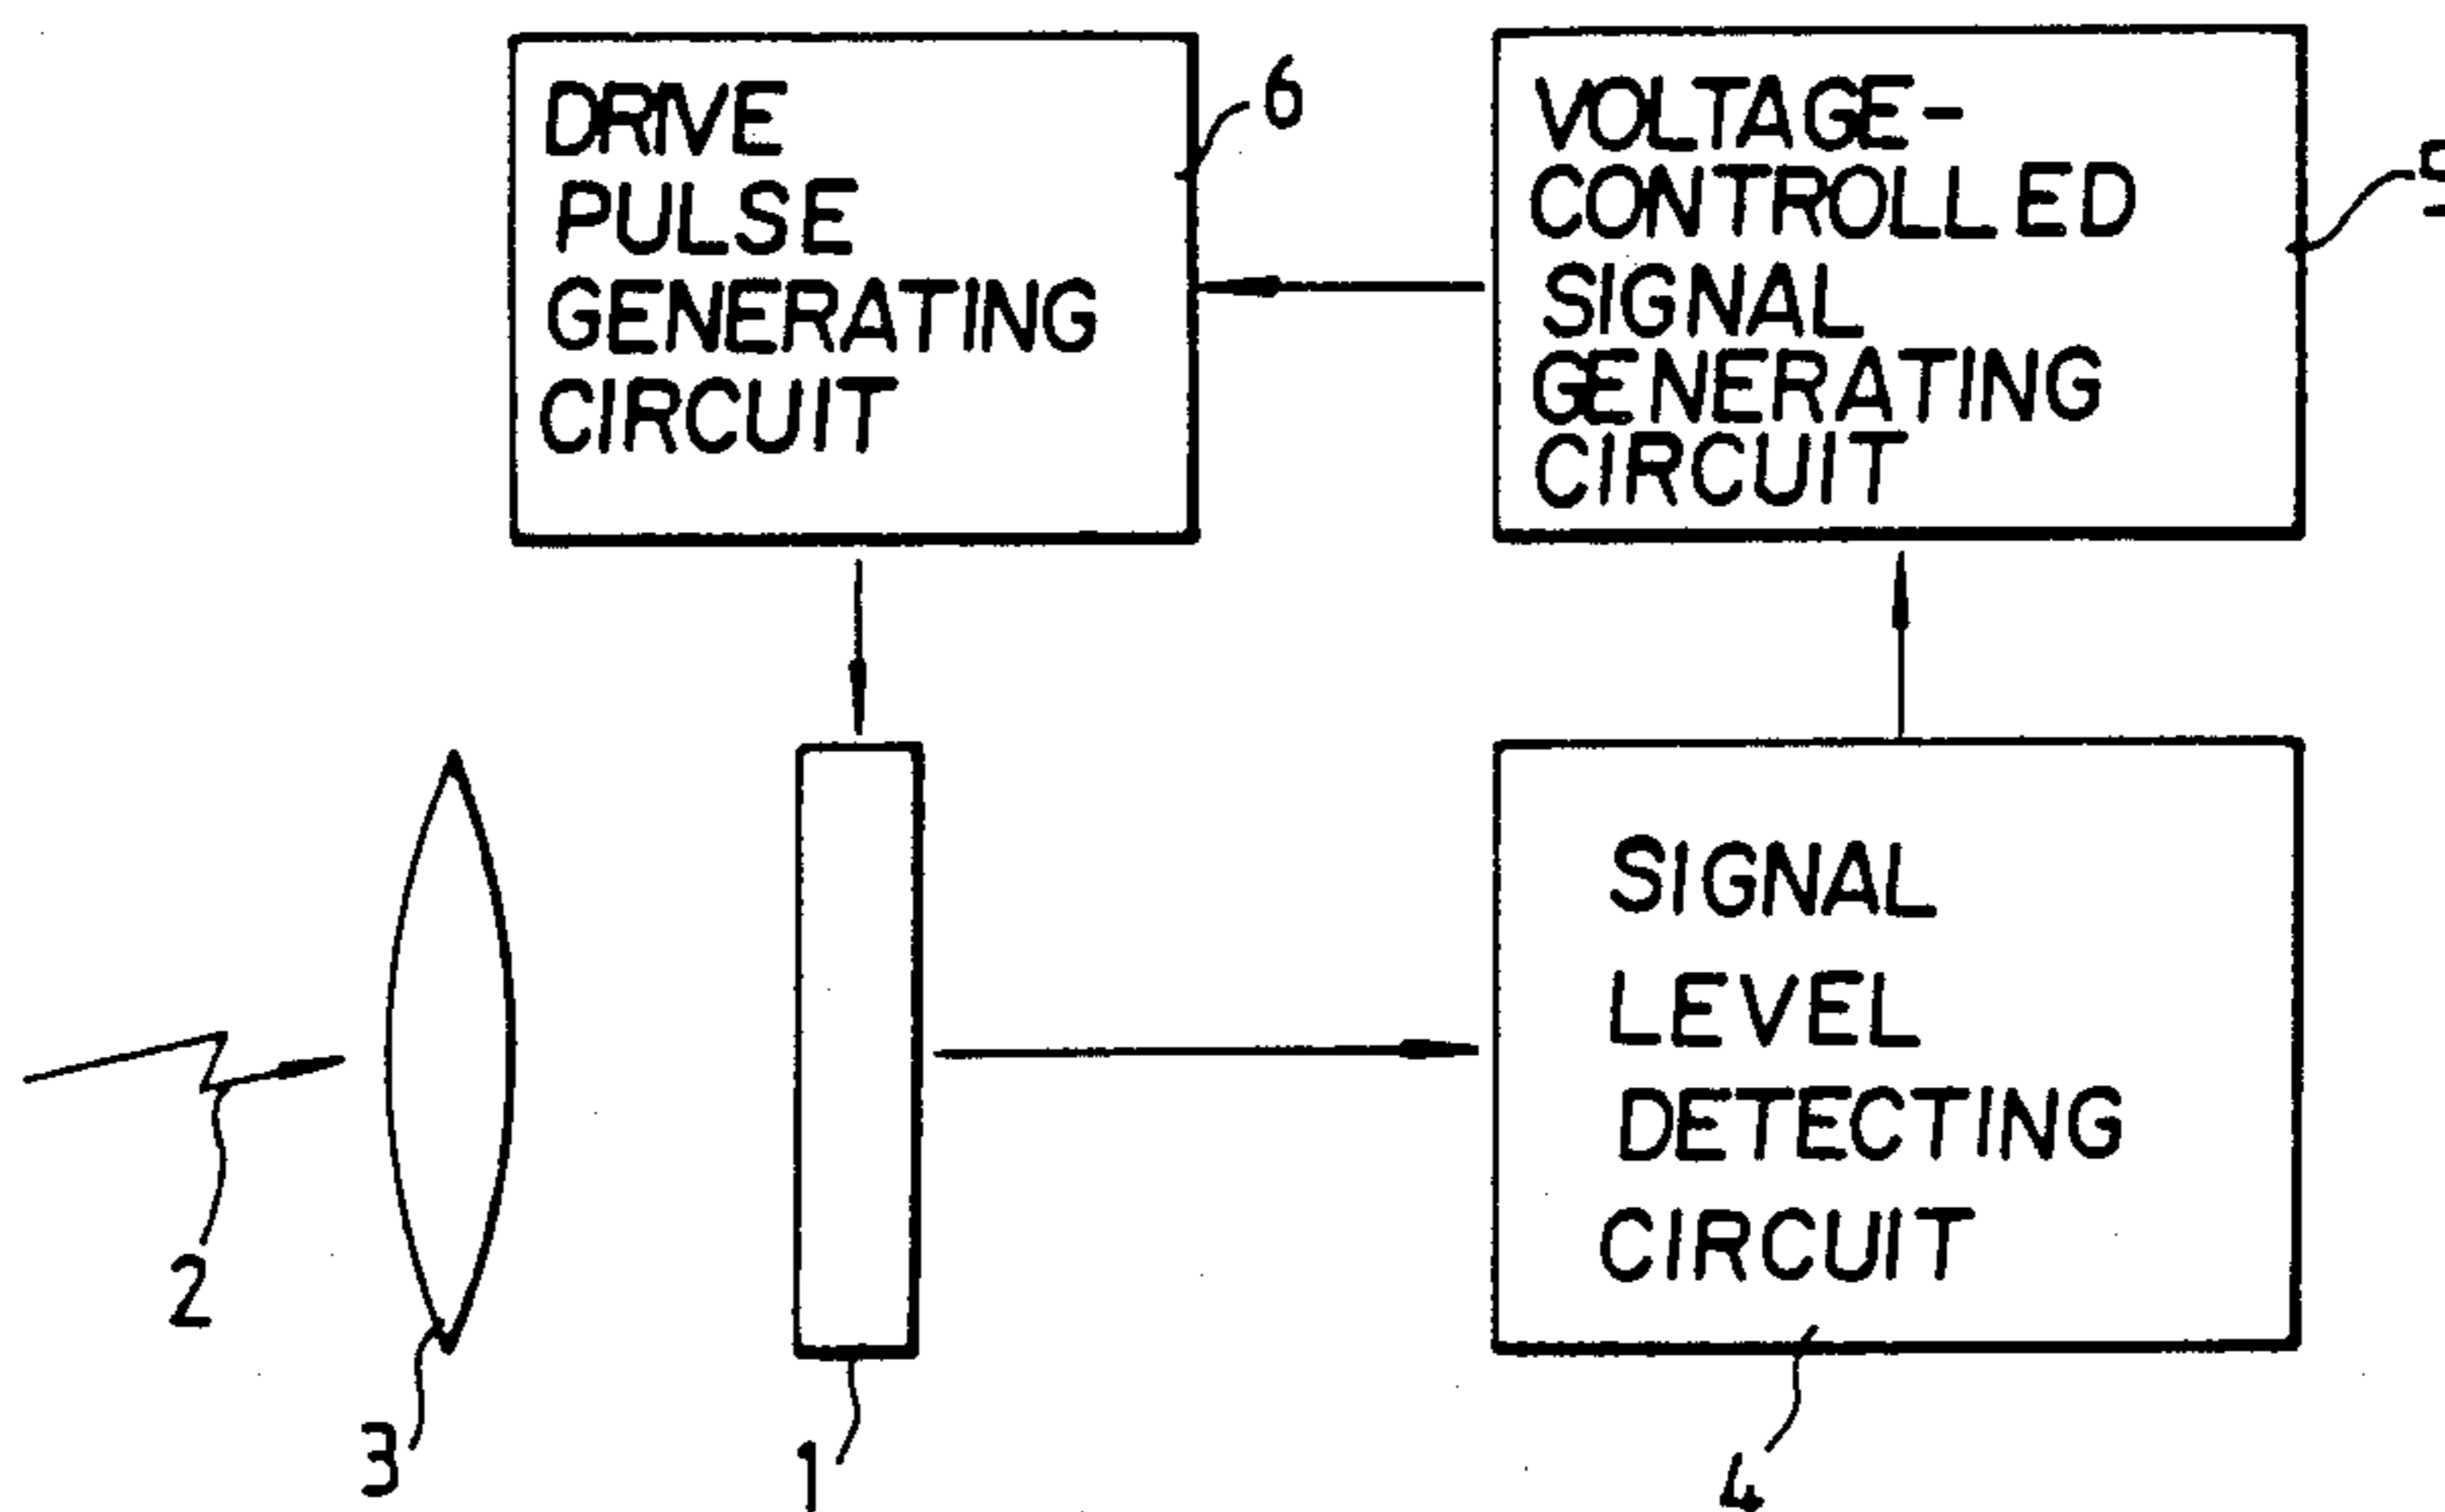 DRIVE
PULSE
GENERATING
CIRCUIT
6
VOLTAGE-
CONTROLLED
SIGNAL
GENERATING
CIRCUIT
SIGNAL
LEVEL
DETECTING
CIRCUIT
2
3
1
4